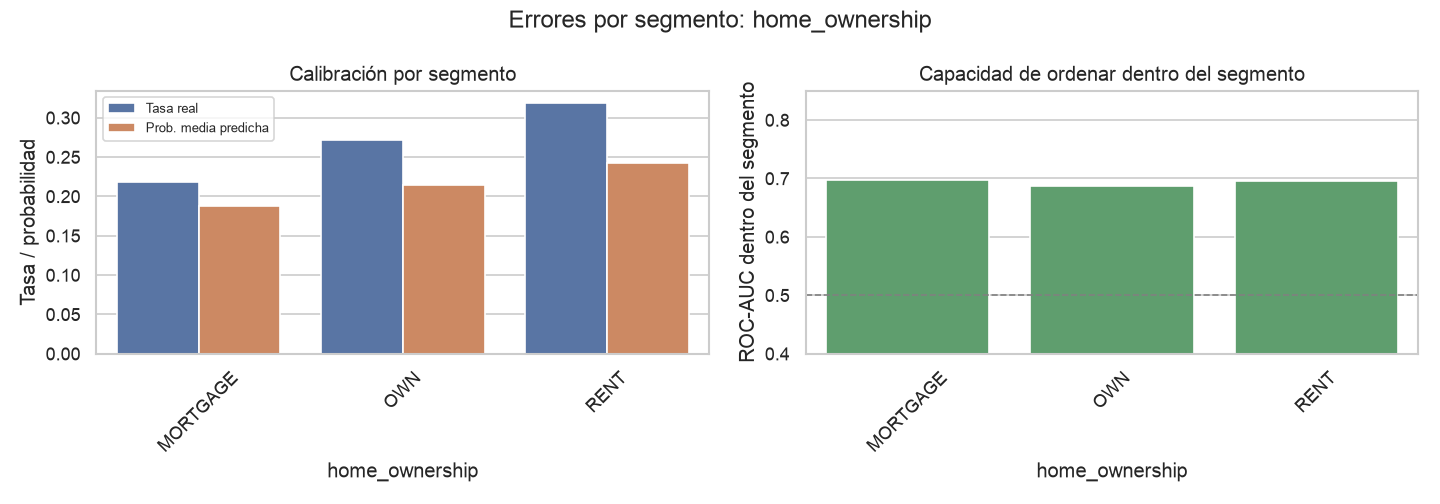 Errores por segmento: home_ownership
Calibración por segmento
Tasa real
Prob. media predicha
Tasa / probabilidad
0.30
0.25
0.20
0.15
0.10
0.05
0.00
MORTGAGE
OWN
RENT
home_ownership
Capacidad de ordenar dentro del segmento
ROC-AUC dentro del segmento
0.8
0.7
0.6
0.5
0.4
MORTGAGE
OWN
RENT
home_ownership